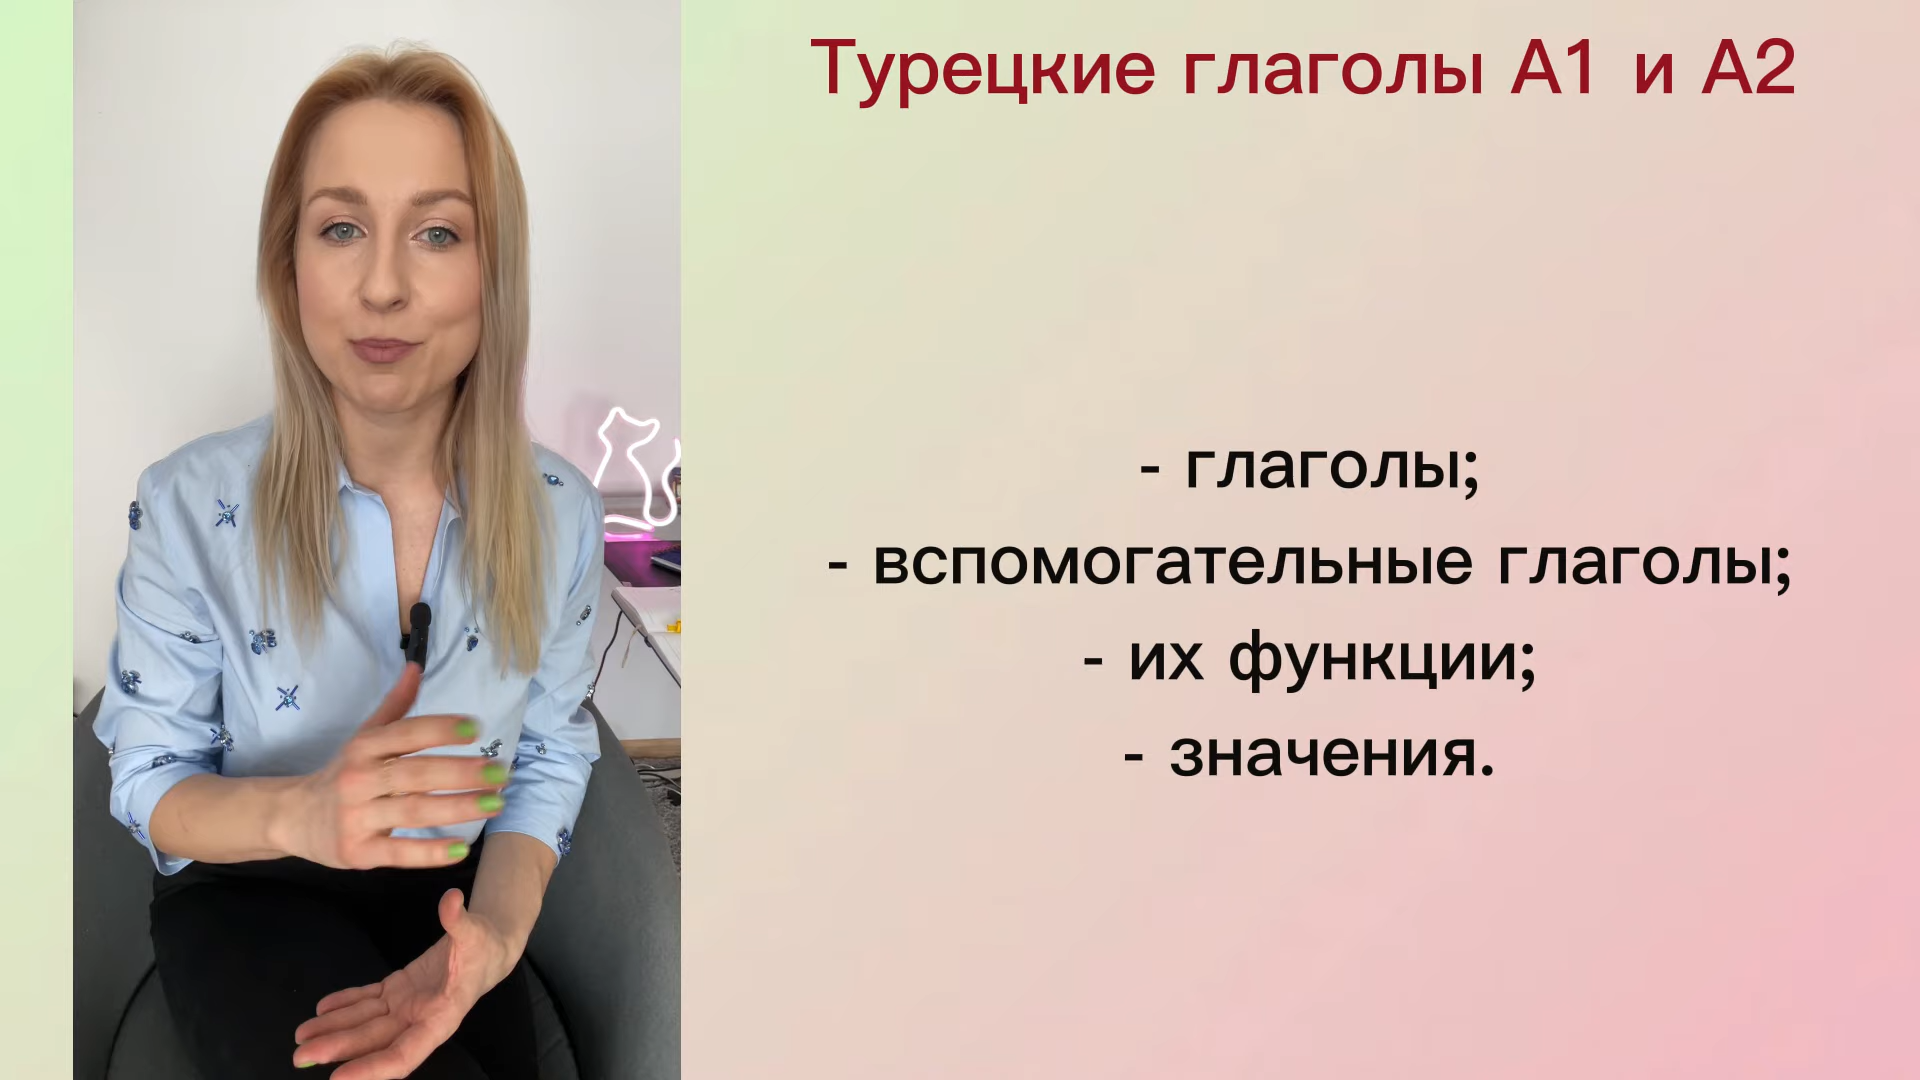 Турецкие глаголы А1 и А2
- глаголы;
- вспомогательные глаголы;
- их функции;
- значения.